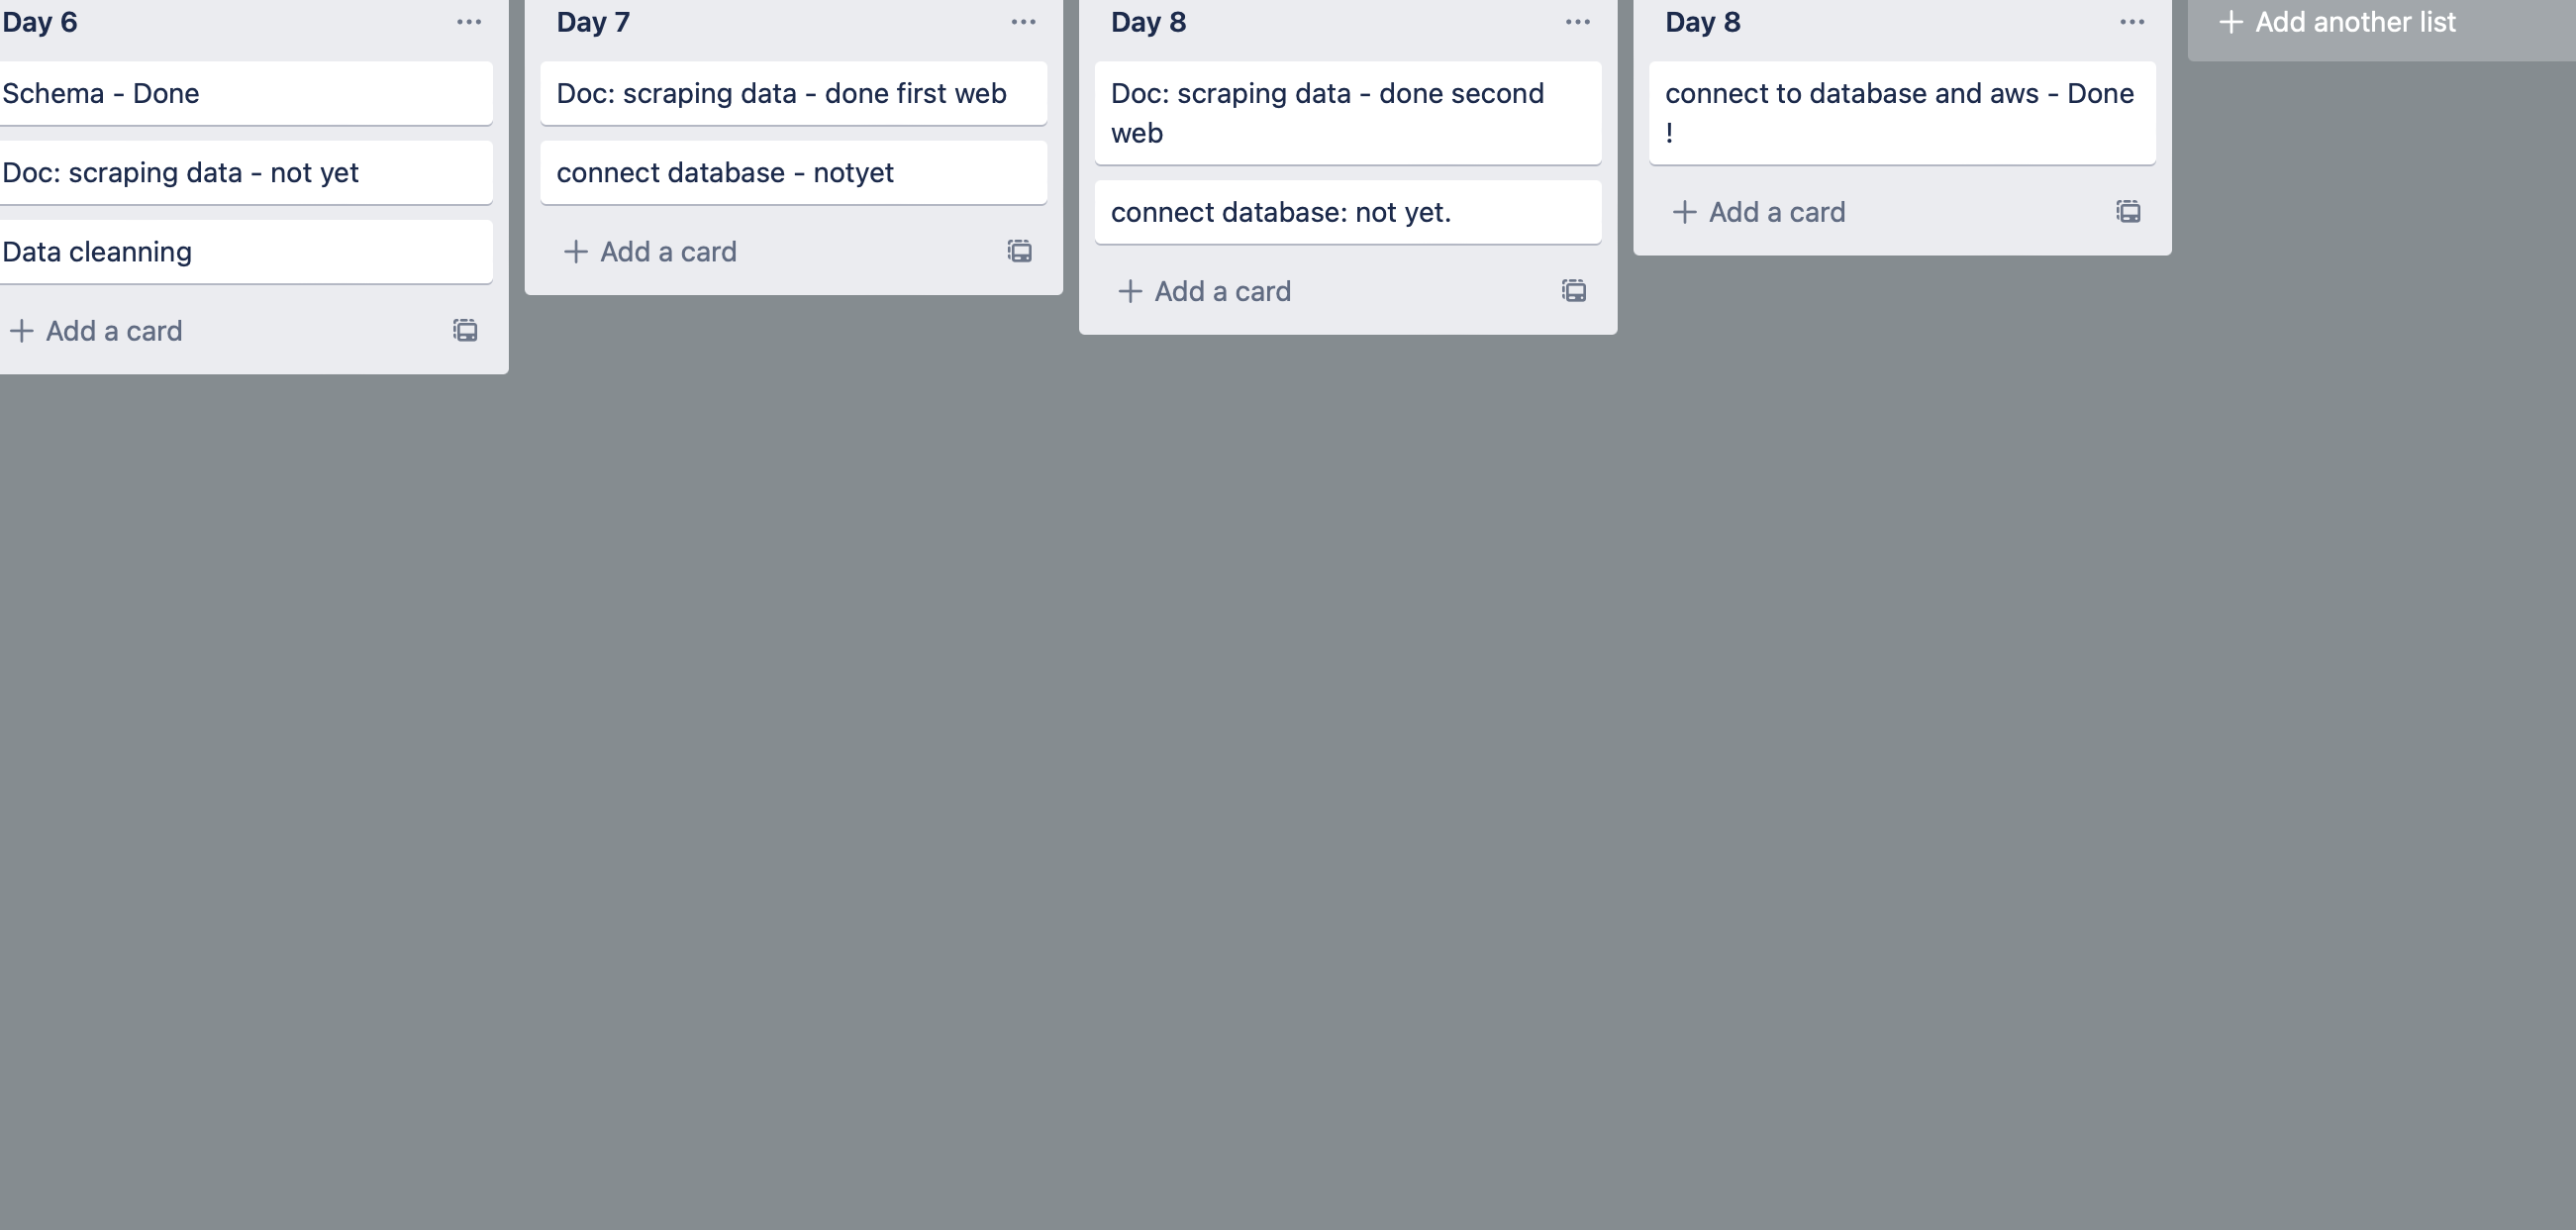 Day 6
Schema - Done
Doc: scraping data - not yet
Data cleanning
Add a card
Day 7
Doc: scraping data - done first web
connect database - notyet
Add a card
Day 8
Doc: scraping data - done second
web
connect database: not yet.
Add a card
Day 8
connect to database and aws - Done
!
Add a card
Add another list